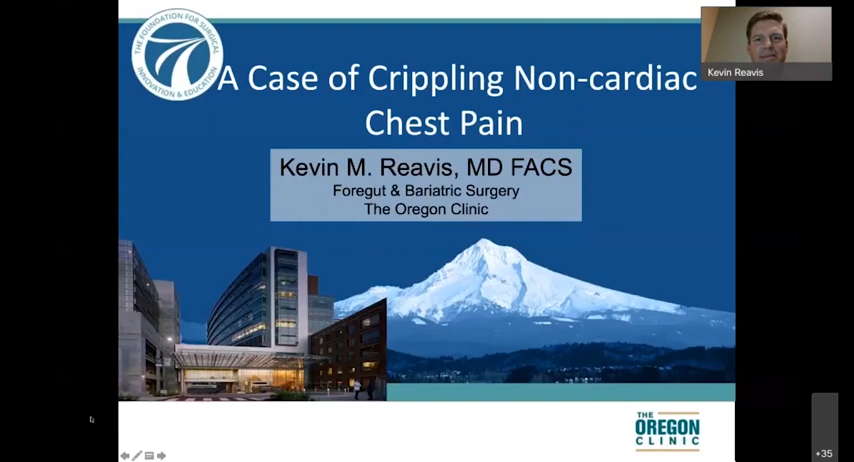 THE FOUNDATION FOR SURGICAL
INNOVATION & EDUCATION
A Case of Crippling Non-cardiac
Chest Pain
Kevin M. Reavis, MD FACS
Foregut & Bariatric Surgery
The Oregon Clinic
Kevin Reavis
THE
OREGON
CLINIC
+35